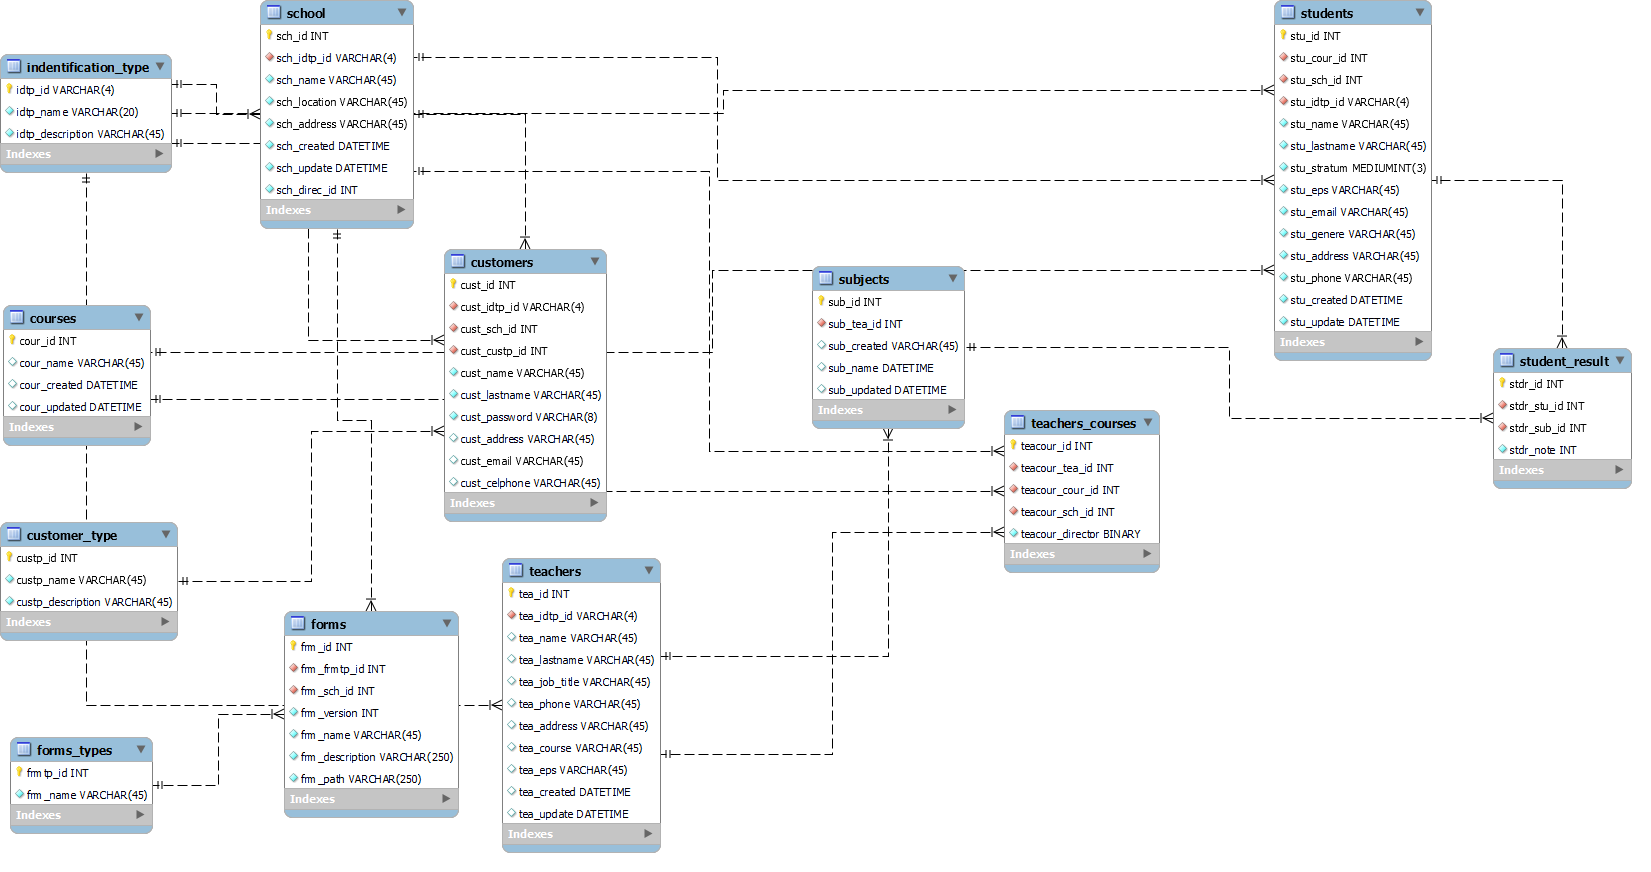 school
sch_id INT
sch_idtp_id VARCHAR(4)
sch_name VARCHAR(45)
sch_location VARCHAR(45)
sch_address VARCHAR(45)
sch_created DATETIME
sch_update DATETIME
sch_direc_id INT
Indexes
students
stu_id INT
stu_cour_id INT
stu_sch_id INT
stu_idtp_id VARCHAR(4)
stu_name VARCHAR(45)
stu_lastname VARCHAR(45)
stu_stratum MEDIUMINT(3)
stu_eps VARCHAR(45)
stu_email VARCHAR(45)
stu_genere VARCHAR(45)
stu_address VARCHAR(45)
stu_phone VARCHAR(45)
stu_created DATETIME
stu_update DATETIME
Indexes
indentification_type
idtp_id VARCHAR(4)
idtp_name VARCHAR(20)
idtp_description VARCHAR(45)
Indexes
customers
cust_id INT
cust_idtp_id VARCHAR(4)
cust_sch_id INT
cust_custp_id INT
cust_name VARCHAR(45)
cust_lastname VARCHAR(45)
cust_password VARCHAR(8)
cust_address VARCHAR(45)
cust_email VARCHAR(45)
cust_celphone VARCHAR(45)
Indexes
subjects
sub_id INT
sub_tea_id INT
sub_created VARCHAR(45)
sub_name DATETIME
sub_updated DATETIME
Indexes
courses
cour_id INT
cour_name VARCHAR(45)
cour_created DATETIME
cour_updated DATETIME
Indexes
student_result
stdr_id INT
stdr_stu_id INT
stdr_sub_id INT
stdr_note INT
Indexes
teachers_courses
teacour_id INT
teacour_tea_id INT
teacour_cour_id INT
teacour_sch_id INT
teacour_director BINARY
Indexes
customer_type
custp_id INT
custp_name VARCHAR(45)
custp_description VARCHAR(45)
Indexes
teachers
tea_id INT
tea_idtp_id VARCHAR(4)
tea_name VARCHAR(45)
tea_lastname VARCHAR(45)
tea_job_title VARCHAR(45)
tea_phone VARCHAR(45)
tea_address VARCHAR(45)
tea_course VARCHAR(45)
tea_eps VARCHAR(45)
tea_created DATETIME
tea_update DATETIME
Indexes
forms
frm_id INT
frm_frmtp_id INT
frm_sch_id INT
frm_version INT
frm_name VARCHAR(45)
frm_description VARCHAR(250)
frm_path VARCHAR(250)
Indexes
forms_types
frmtp_id INT
frm_name VARCHAR(45)
Indexes